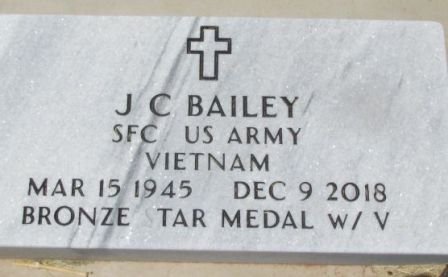 J C BAILEY
SFC US ARMY
VIETNAM
MAR 15 1945 DEC 9 2018
BRONZE STAR MEDAL W/ V